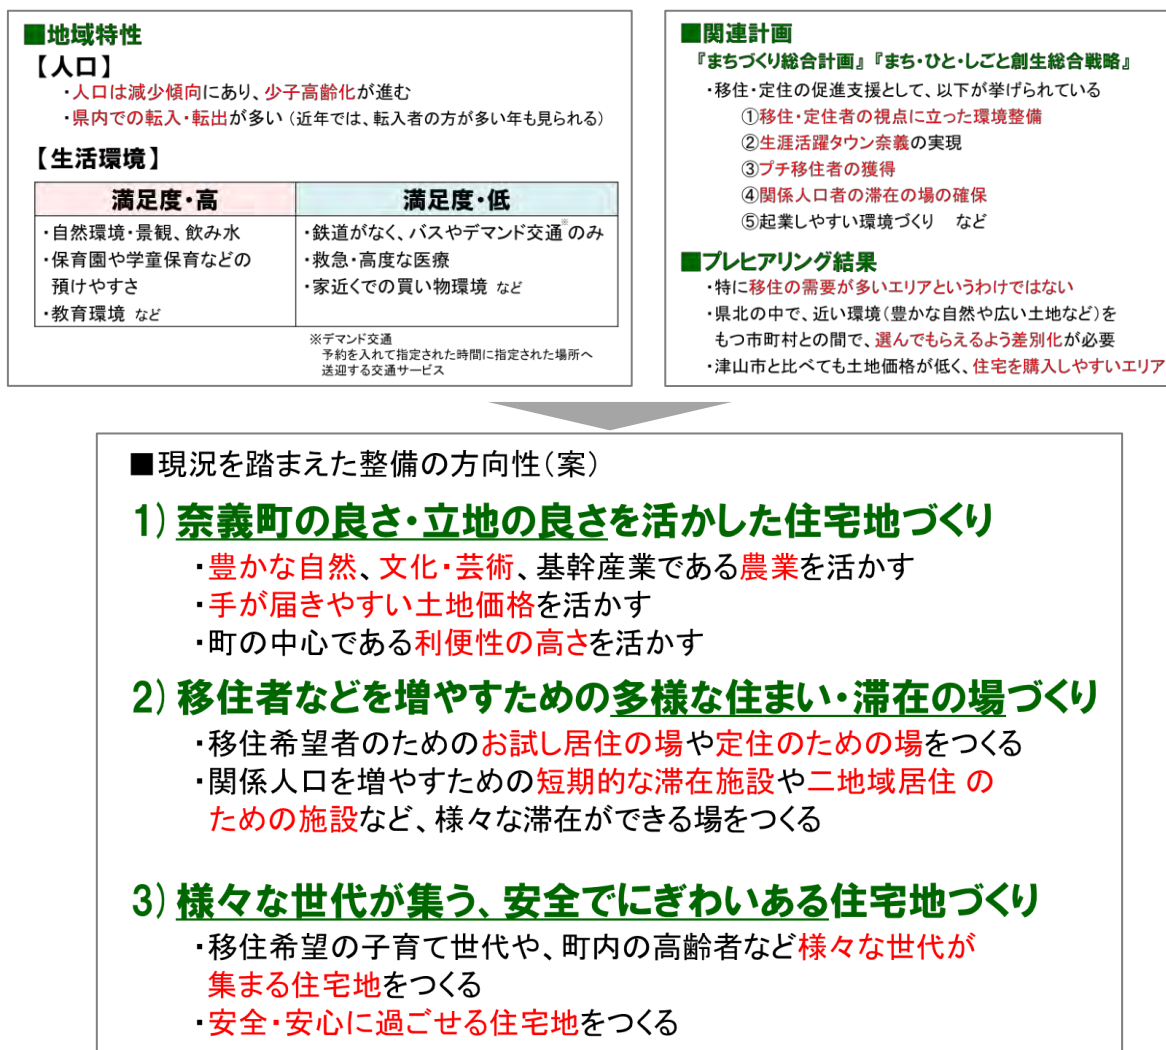 ■地域特性
【人口】
・人口は減少傾向にあり、少子高齢化が進む
・県内での転入・転出が多い（近年では、転入者の方が多い年も見られる）
【生活環境】
満足度・高
・自然環境・景観、飲み水
・保育園や学童保育などの
預けやすさ
・教育環境 など
満足度・低
・鉄道がなく、バスやデマンド交通※のみ
・救急・高度な医療
・家近くでの買い物環境 など
※デマンド交通
予約を入れて指定された時間に指定された場所へ
送迎する交通サービス
■関連計画
『まちづくり総合計画』『まち・ひと・しごと創生総合戦略』
・移住・定住の促進支援として、以下が挙げられている
①移住・定住者の視点に立った環境整備
②生涯活躍タウン奈義の実現
③プチ移住者の獲得
④関係人口者の滞在の場の確保
⑤起業しやすい環境づくり など
■プレヒアリング結果
・特に移住の需要が多いエリアというわけではない
・県北の中で、近い環境（豊かな自然や広い土地など）を
もつ市町村との間で、選んでもらえるよう差別化が必要
・津山市と比べても土地価格が低く、住宅を購入しやすいエリア
■現況を踏まえた整備の方向性（案）
1）奈義町の良さ・立地の良さを活かした住宅地づくり
・豊かな自然、文化・芸術、基幹産業である農業を活かす
・手が届きやすい土地価格を活かす
・町の中心である利便性の高さを活かす
2）移住者などを増やすための多様な住まい・滞在の場づくり
・移住希望者のためのお試し居住の場や定住のための場をつくる
・関係人口を増やすための短期的な滞在施設や二地域居住 の
ための施設など、様々な滞在ができる場をつくる
3）様々な世代が集う、安全でにぎわいある住宅地づくり
・移住希望の子育て世代や、町内の高齢者など様々な世代が
集まる住宅地をつくる
・安全・安心に過ごせる住宅地をつくる